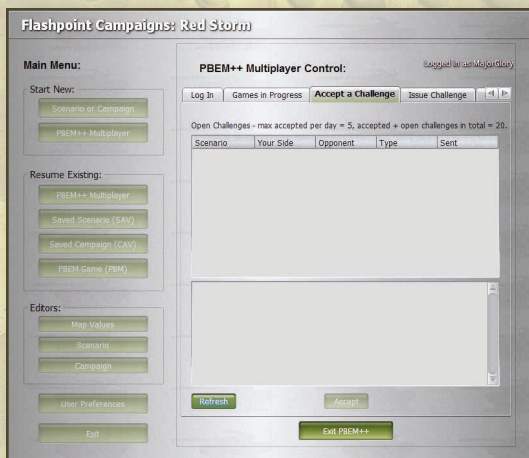 Flashpoint Campaigns: Red Storm
Main Menu:
Start New:
Scenario or Campaign
PBEM++ Multiplayer
Resume Existing:
PBEM++ Multiplayer
Saved Scenario (SAV)
Saved Campaign (CAV)
PBEM Game (PBM)
Editors:
Map Values
Scenario
Campaign
User Preferences
Exit
PBEM++ Multiplayer Control:
Logged in as MajorGlory
Log In Games in Progress Accept a Challenge Issue Challenge
Open Challenges - max accepted per day = 5, accepted + open challenges in total = 20.
Scenario Your Side Opponent Type Sent
Refresh Accept
Exit PBEM++